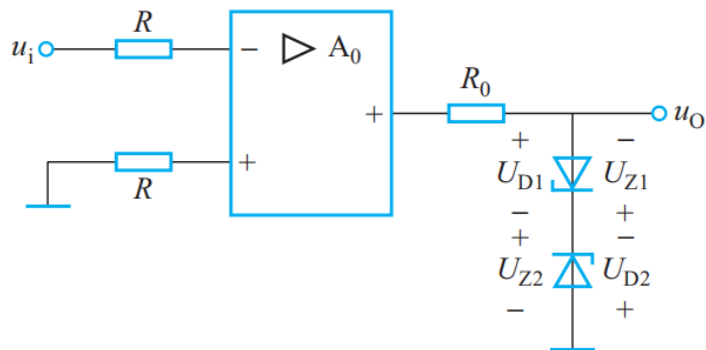 R
u_i − ▷ A_0
R_0
+ u_O
+ −
+ U_D1 U_Z1
R − +
+ −
U_Z2 U_D2
− +